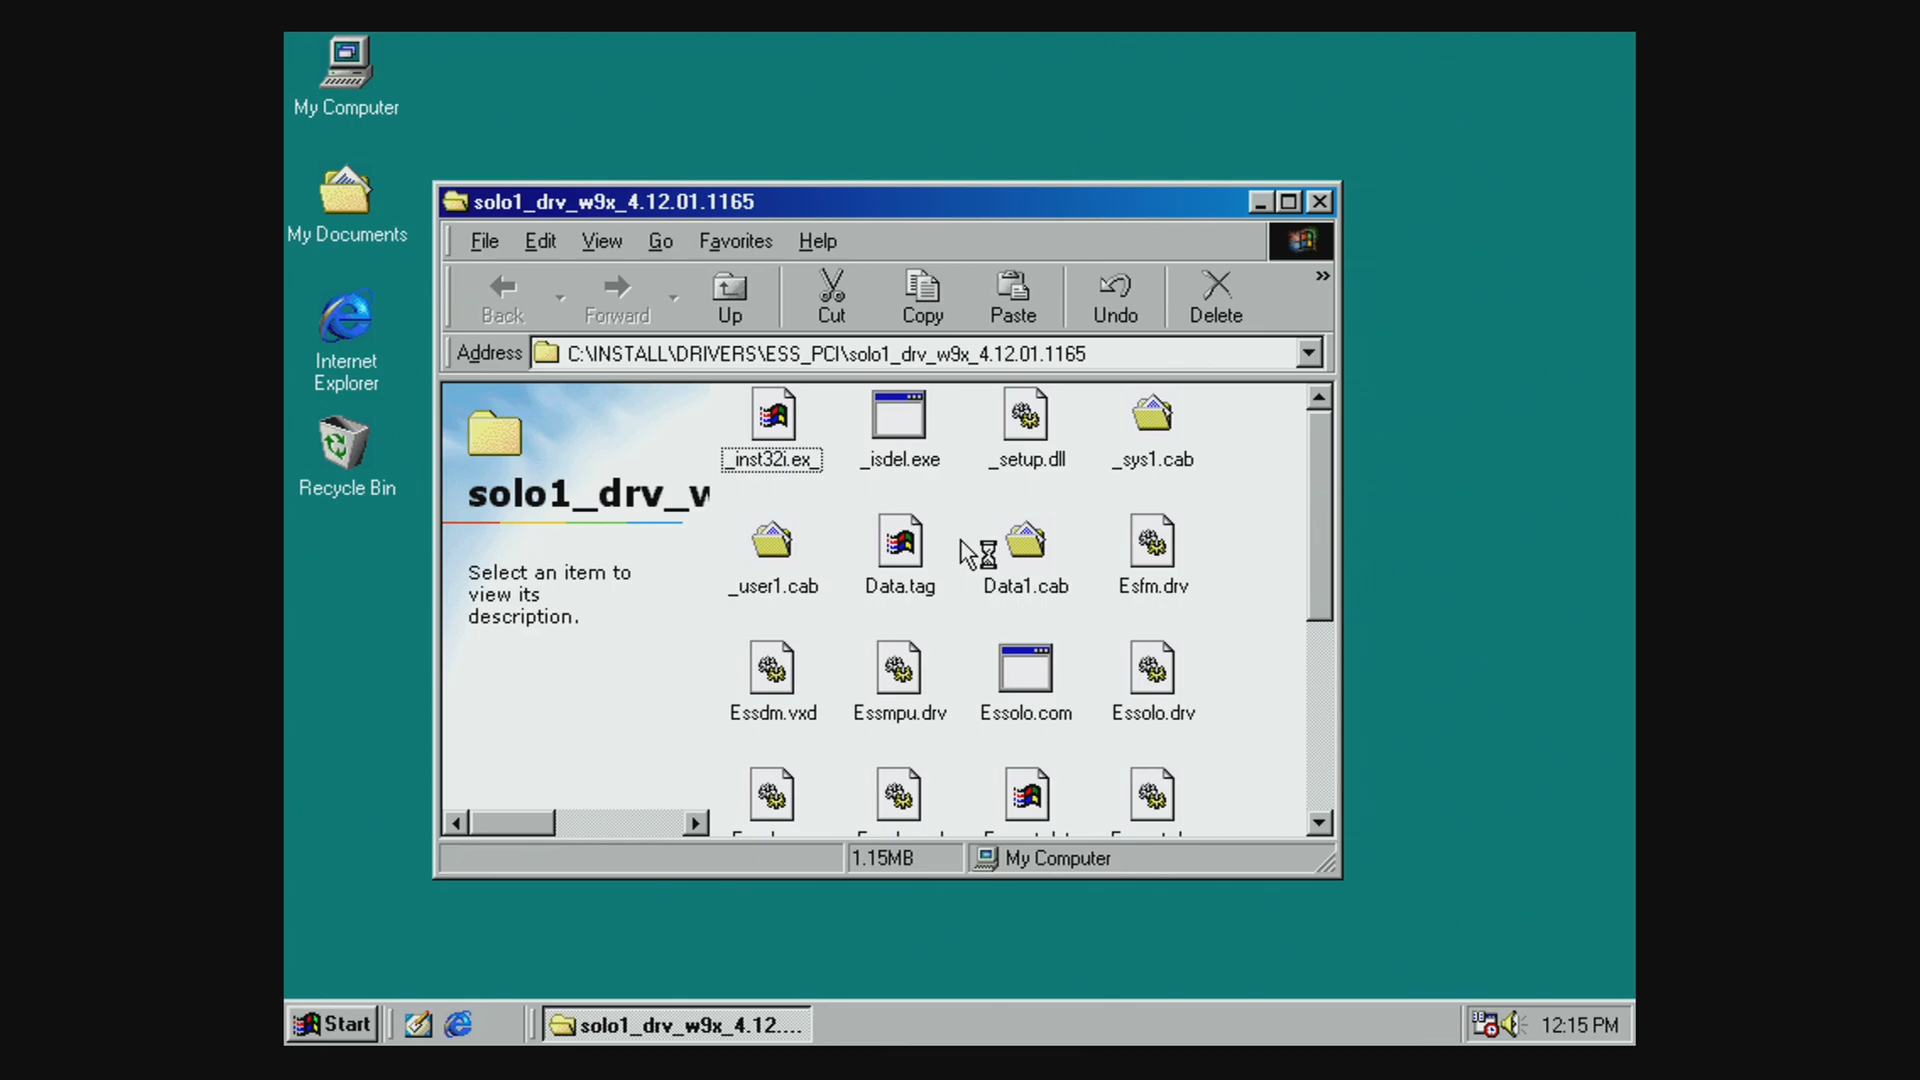 My Computer
My Documents
Internet
Explorer
Recycle Bin
solo1_drv_w9x_4.12.01.1165
File Edit View Go Favorites Help
Back Forward Up Cut Copy Paste Undo Delete »
Address C:\INSTALL\DRIVERS\ESS_PCI\solo1_drv_w9x_4.12.01.1165
solo1_drv_w
Select an item to
view its
description.
_inst32i.ex_ _isdel.exe _setup.dll _sys1.cab
_user1.cab Data.tag Data1.cab Esfm.drv
Essdm.vxd Essmpu.drv Essolo.com Essolo.drv
1.15MB My Computer
Start solo1_drv_w9x_4.12.... 12:15 PM